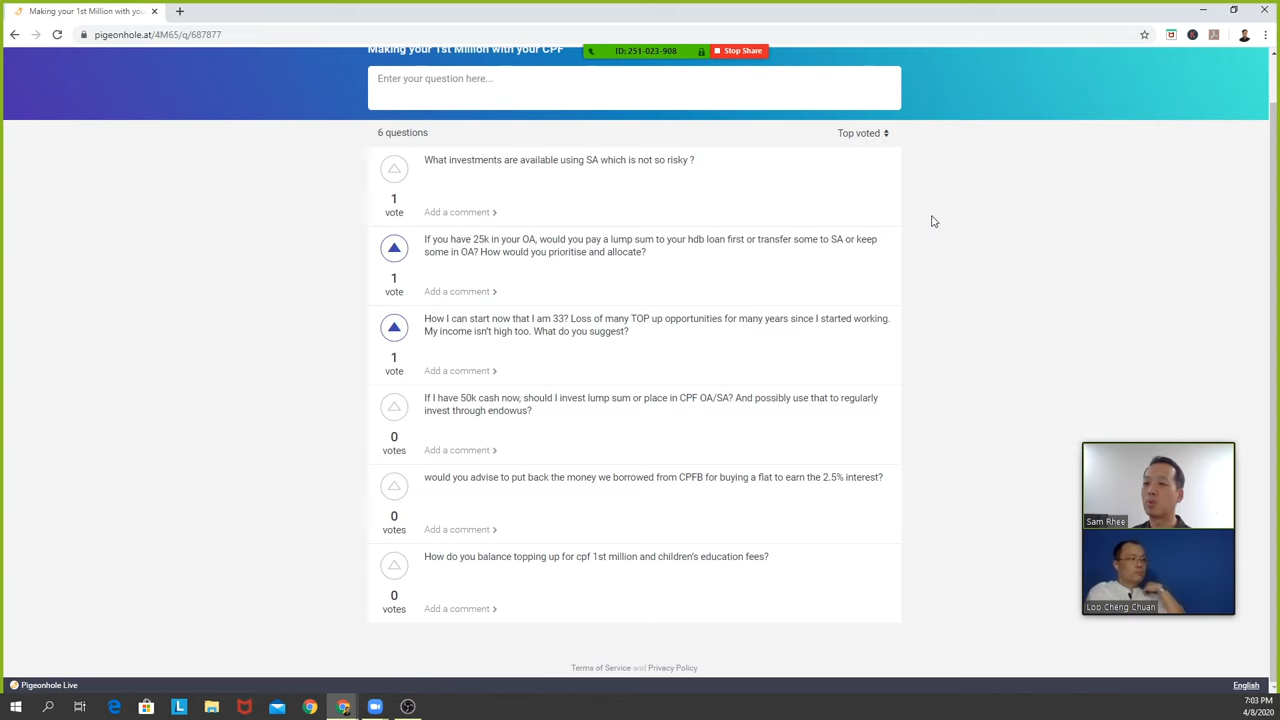 Making your 1st Million with you
pigeonhole.at/4M65/q/687877
Making your 1st Million with your CPF
ID: 251-023-908
Stop Share
Enter your question here...
6 questions
Top voted
What investments are available using SA which is not so risky ?
1
vote
Add a comment
If you have 25k in your OA, would you pay a lump sum to your hdb loan first or transfer some to SA or keep
some in OA? How would you prioritise and allocate?
1
vote
Add a comment
How I can start now that I am 33? Loss of many TOP up opportunities for many years since I started working.
My income isn't high too. What do you suggest?
1
vote
Add a comment
If I have 50k cash now, should I invest lump sum or place in CPF OA/SA? And possibly use that to regularly
invest through endowus?
0
votes
Add a comment
would you advise to put back the money we borrowed from CPFB for buying a flat to earn the 2.5% interest?
0
votes
Add a comment
How do you balance topping up for cpf 1st million and children's education fees?
0
votes
Add a comment
Sam Rhee
Loo Cheng Chuan
Terms of Service and Privacy Policy
Pigeonhole Live
English
7:03 PM
4/8/2020